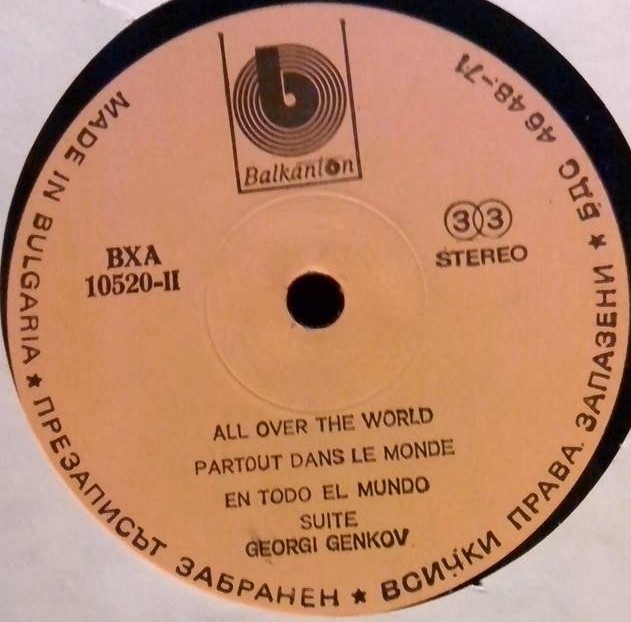 Balkanton
MADE IN BULGARIA ★ ПРЕЗАПИСЪТ ЗАБРАНЕН ★ ВСИЧКИ ПРАВА ЗАПАЗЕНИ ★ БДС 4648-71
33
STEREO
BXA
10520-II
ALL OVER THE WORLD
PARTOUT DANS LE MONDE
EN TODO EL MUNDO
SUITE
GEORGI GENKOV